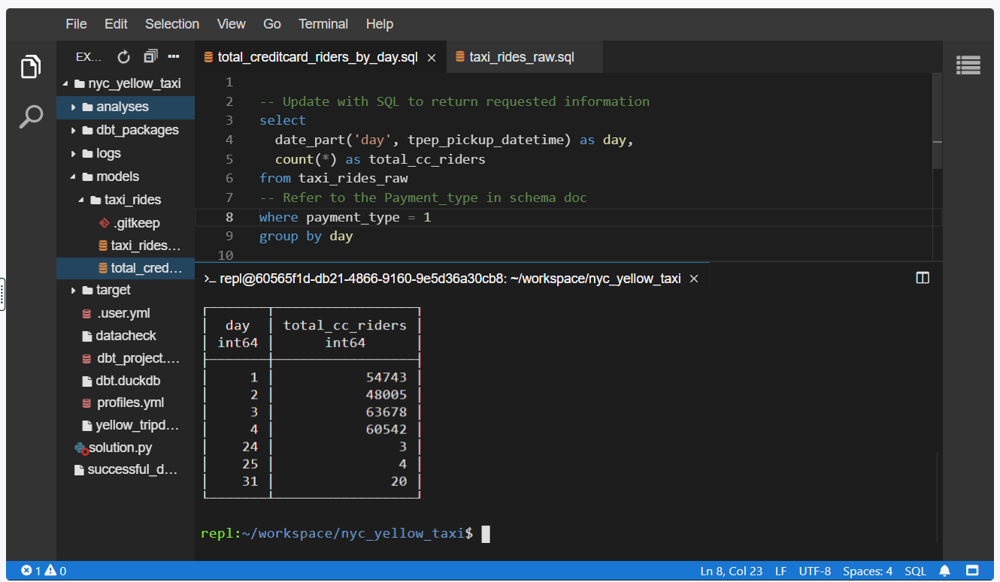 File Edit Selection View Go Terminal Help
EX...
nyc_yellow_taxi
analyses
dbt_packages
logs
models
taxi_rides
.gitkeep
taxi_rides...
total_cred...
target
.user.yml
datacheck
dbt_project....
dbt.duckdb
profiles.yml
yellow_tripd...
solution.py
successful_d...
total_creditcard_riders_by_day.sql taxi_rides_raw.sql
1
2 -- Update with SQL to return requested information
3 select
4 date_part('day', tpep_pickup_datetime) as day,
5 count(*) as total_cc_riders
6 from taxi_rides_raw
7 -- Refer to the Payment_type in schema doc
8 where payment_type = 1
9 group by day
10
>_ repl@60565f1d-db21-4866-9160-9e5d36a30cb8: ~/workspace/nyc_yellow_taxi
day total_cc_riders
int64 int64
1 54743
2 48005
3 63678
4 60542
24 3
25 4
31 20
repl:~/workspace/nyc_yellow_taxi$
1 0 Ln 8, Col 23 LF UTF-8 Spaces: 4 SQL